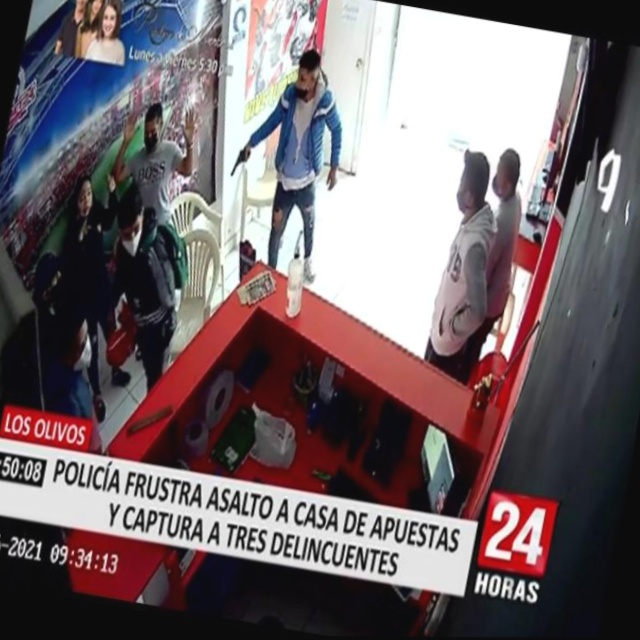 Lunes a Viernes 5:30 p
BOSS
9
LOS OLIVOS
:50:08
POLICÍA FRUSTRA ASALTO A CASA DE APUESTAS
Y CAPTURA A TRES DELINCUENTES
-2021 09:34:13
24
HORAS